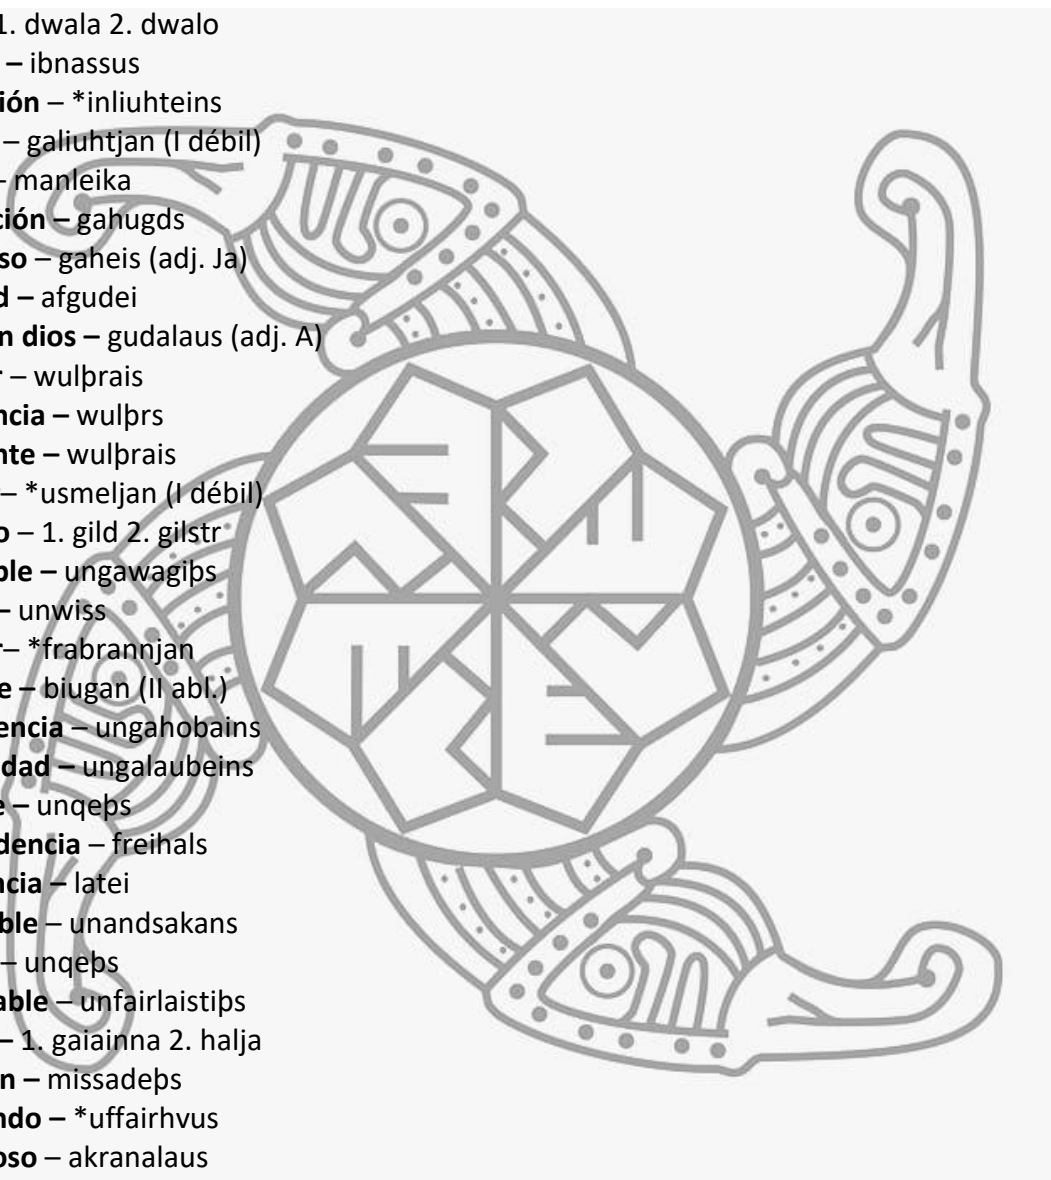 1. dwala 2. dwalo
– ibnassus
ión – *inliuhteins
– galiuhtjan (I débil)
– manleika
ción – gahugds
so – gaheis (adj. Ja)
d – afgudei
n dios – gudalaus (adj. A)
r – wulþrais
ncia – wulþrs
nte – wulþrais
r– *usmeljan (I débil)
o – 1. gild 2. gilstr
ble – ungawagiþs
– unwiss
r– *frabrannjan
e – biugan (II abl.)
encia – ungahobains
dad – ungalaubeins
e – unqeþs
dencia – freihals
ncia – latei
ble – unandsakans
– unqeþs
able – unfairlaistiþs
– 1. gaiainna 2. halja
n – missadeþs
ndo – *uffairhvus
oso – akranalaus